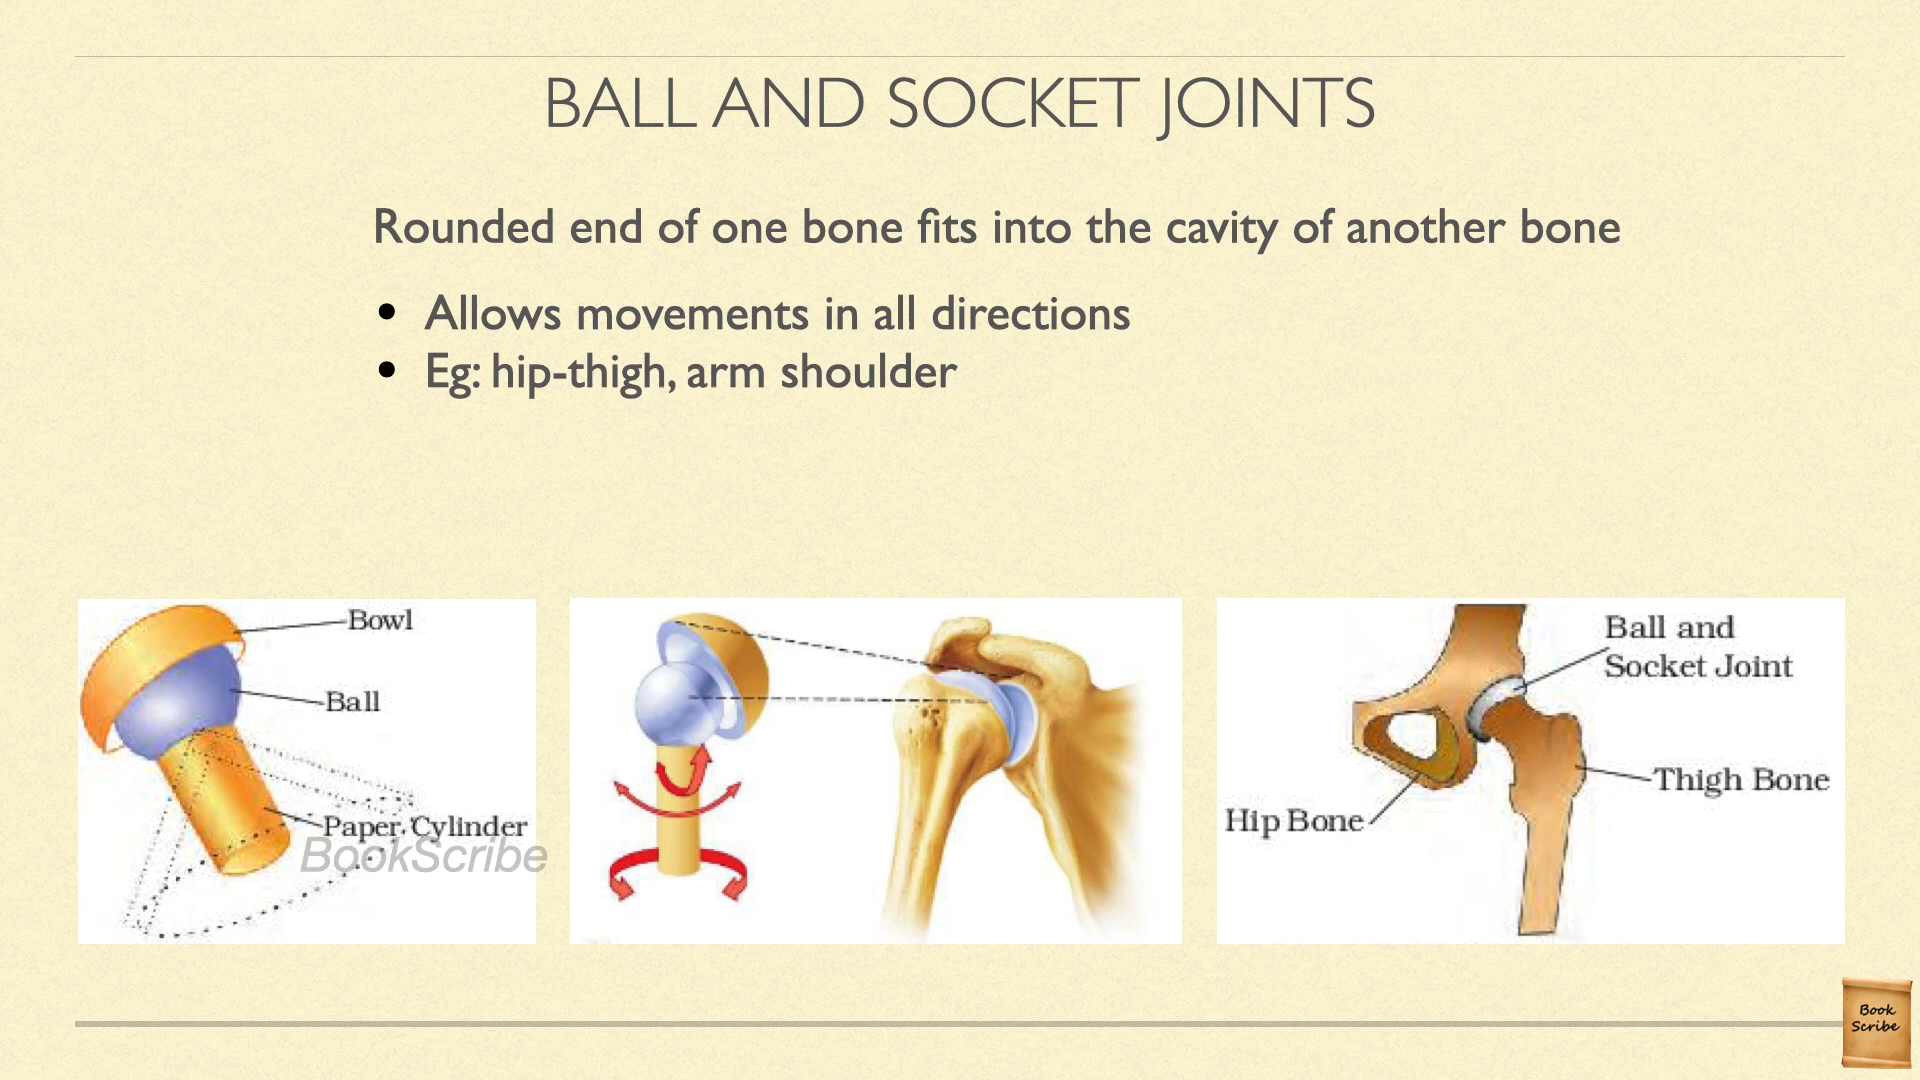 BALL AND SOCKET JOINTS
Rounded end of one bone fits into the cavity of another bone
• Allows movements in all directions
• Eg: hip-thigh, arm shoulder
Bowl
Ball
Paper Cylinder
BookScribe
Ball and
Socket Joint
Thigh Bone
Hip Bone
Book
Scribe